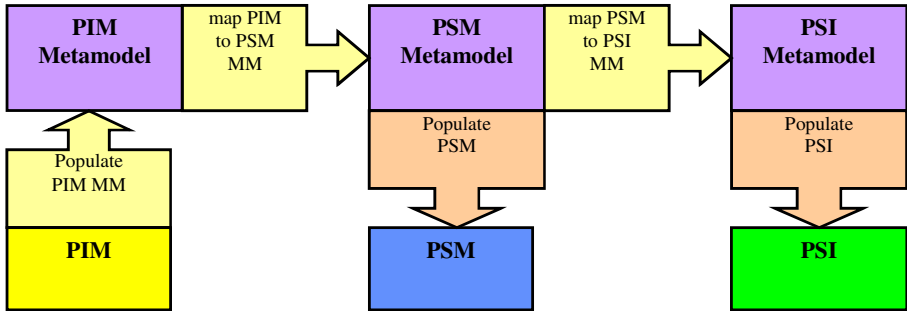 PIM
Metamodel
map PIM
to PSM
MM
PSM
Metamodel
map PSM
to PSI
MM
PSI
Metamodel
Populate
PIM MM
Populate
PSM
Populate
PSI
PIM
PSM
PSI